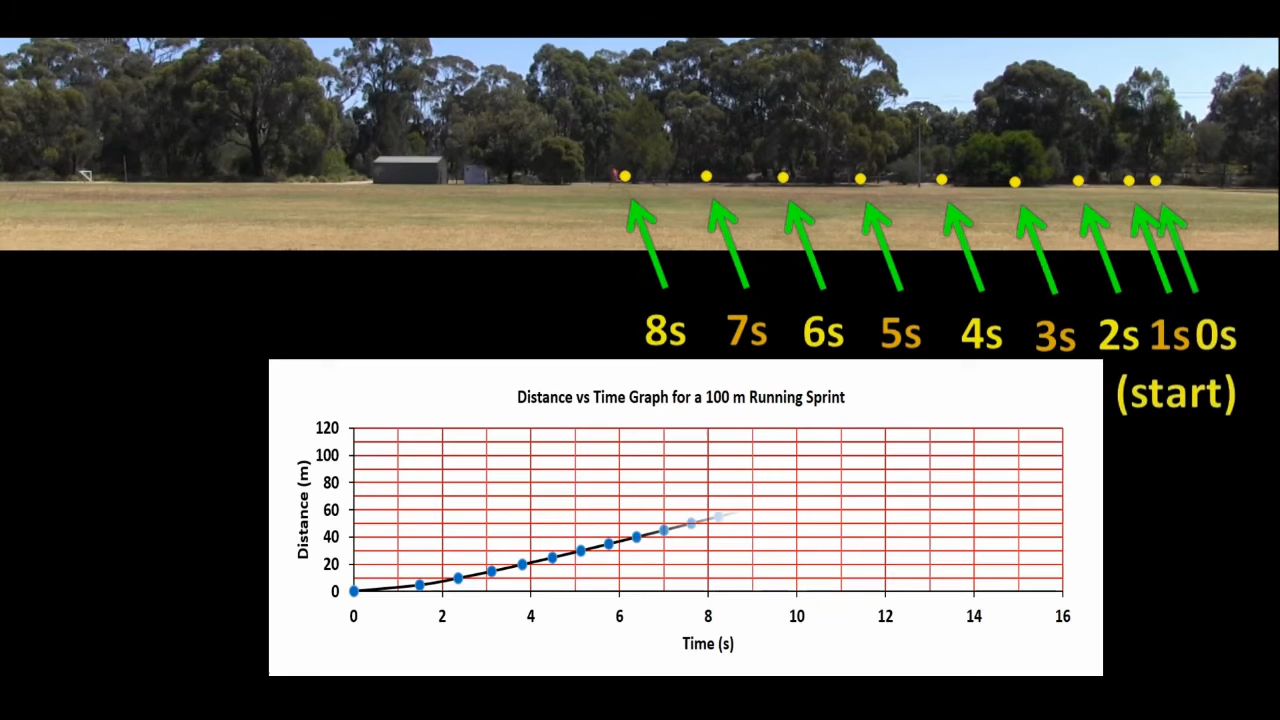 8s 7s 6s 5s 4s 3s 2s 1s 0s
(start)
Distance vs Time Graph for a 100 m Running Sprint
120
100
80
60
40
20
0
Distance (m)
0 2 4 6 8 10 12 14 16
Time (s)